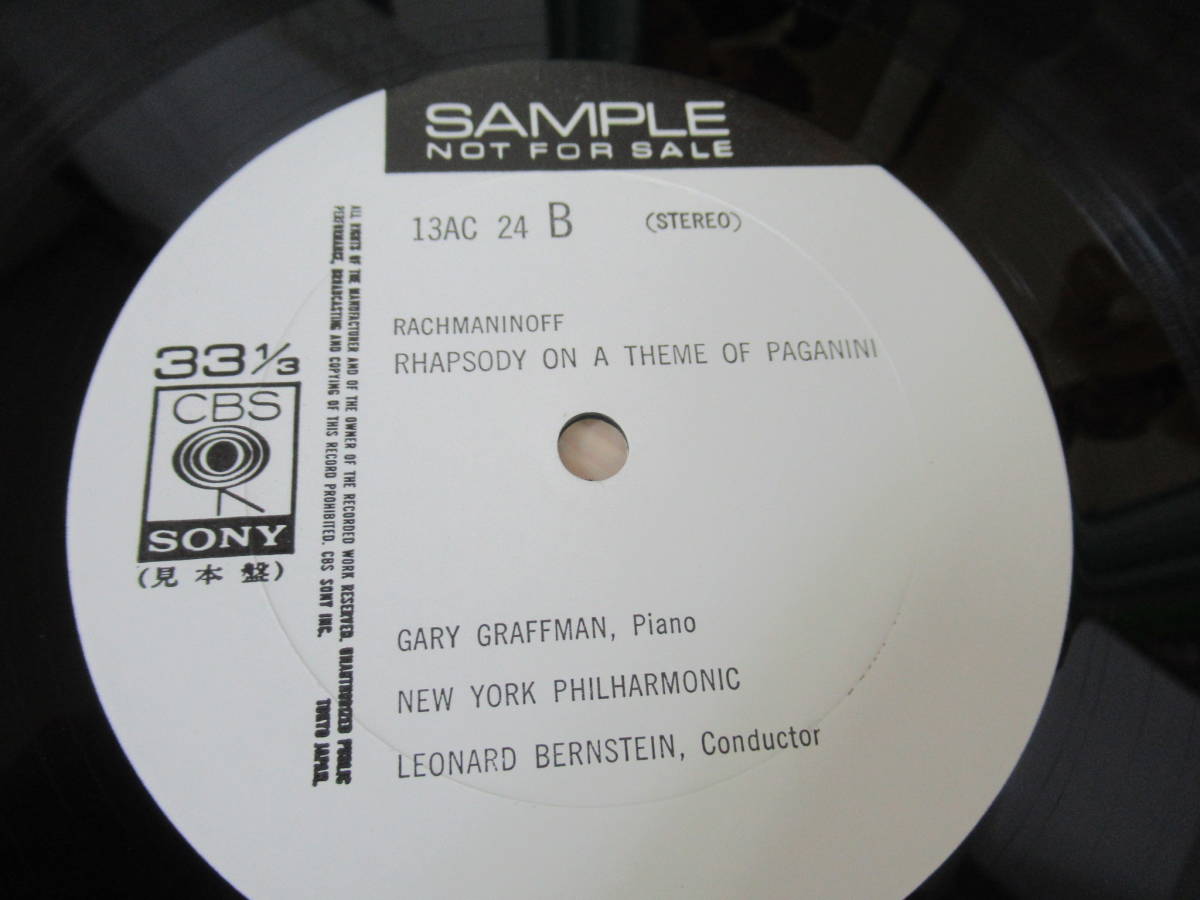 SAMPLE
NOT FOR SALE
13AC 24 B (STEREO)
RACHMANINOFF
RHAPSODY ON A THEME OF PAGANINI
33 1/3
CBS
SONY
(見本盤)
ALL RIGHTS OF THE MANUFACTURER AND OF THE OWNER OF THE RECORDED WORK RESERVED. UNAUTHORIZED PUBLIC
PERFORMANCE, BROADCASTING AND COPYING OF THIS RECORD PROHIBITED. CBS SONY INC. TOKYO JAPAN.
GARY GRAFFMAN, Piano
NEW YORK PHILHARMONIC
LEONARD BERNSTEIN, Conductor